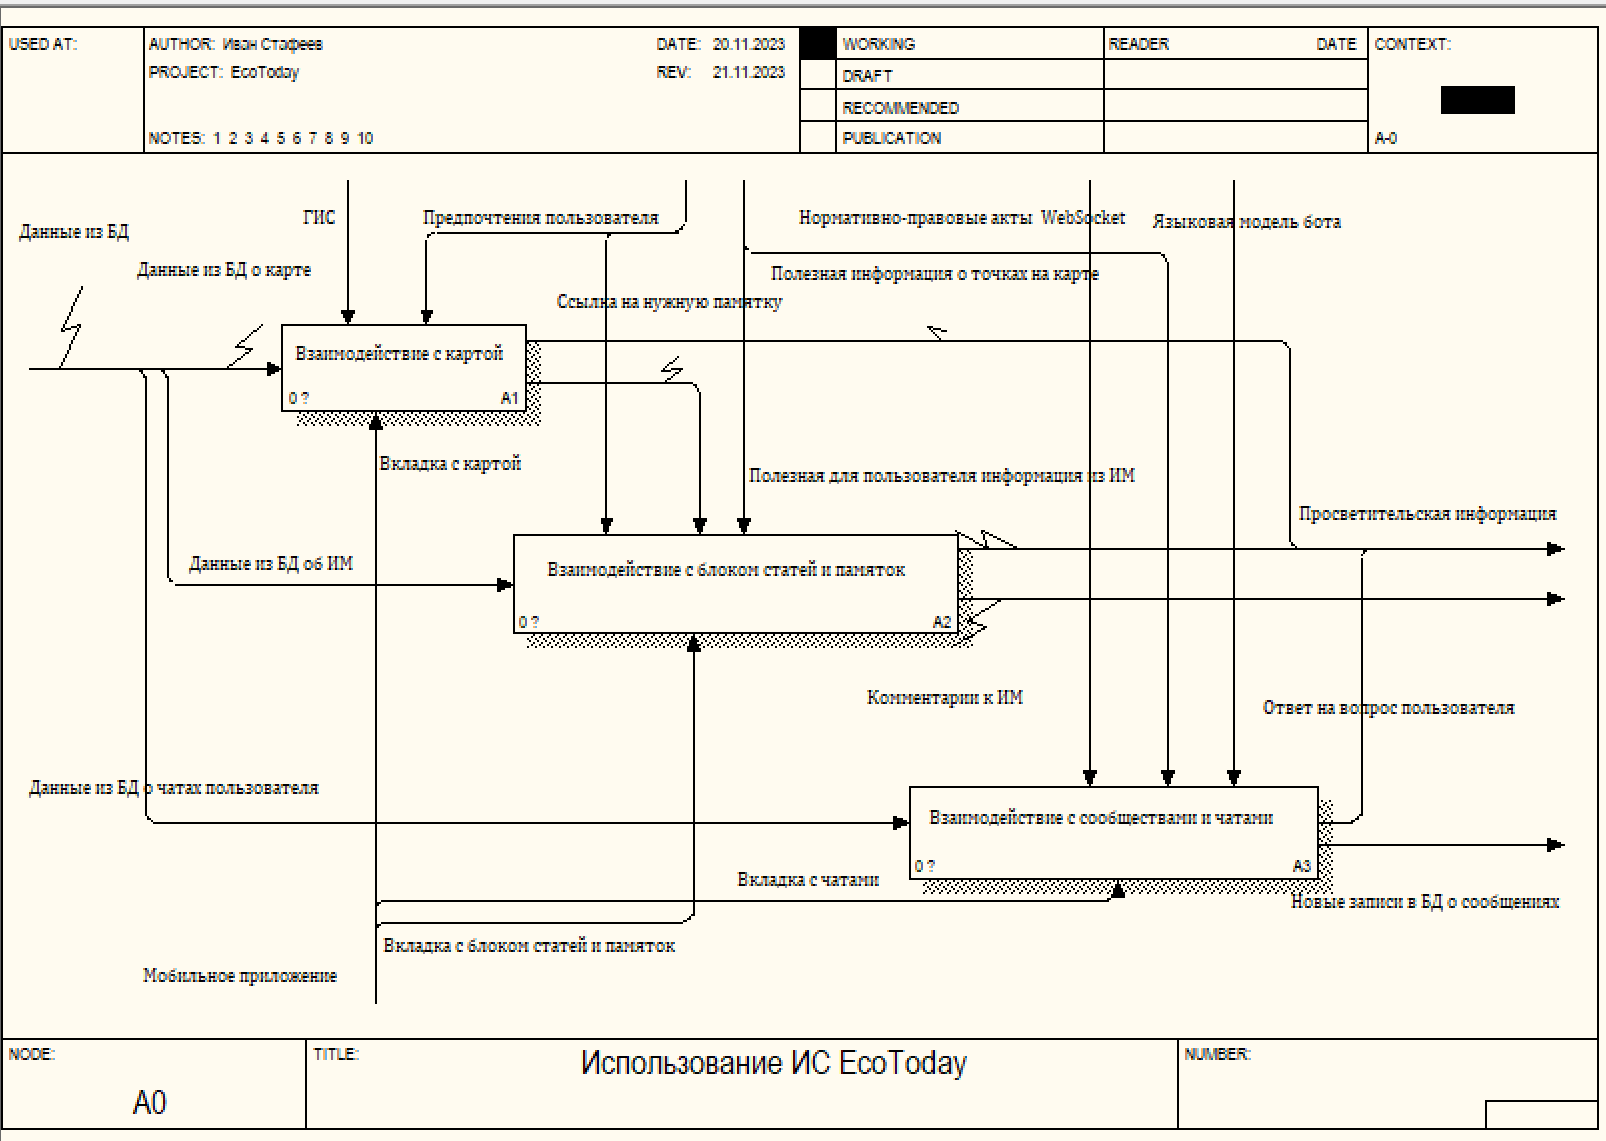 USED AT:
AUTHOR: Иван Стафеев
DATE: 20.11.2023
PROJECT: EcoToday
REV: 21.11.2023
NOTES: 1 2 3 4 5 6 7 8 9 10
WORKING
DRAFT
RECOMMENDED
PUBLICATION
READER
DATE
CONTEXT:
A-0
ГИС
Предпочтения пользователя
Нормативно-правовые акты
WebSocket
Языковая модель бота
Данные из БД
Данные из БД о карте
Полезная информация о точках на карте
Ссылка на нужную памятку
Взаимодействие с картой
0 ?
A1
Вкладка с картой
Полезная для пользователя информация из ИМ
Просветительская информация
Данные из БД об ИМ
Взаимодействие с блоком статей и памяток
0 ?
A2
Комментарии к ИМ
Ответ на вопрос пользователя
Данные из БД о чатах пользователя
Взаимодействие с сообществами и чатами
0 ?
A3
Вкладка с чатами
Новые записи в БД о сообщениях
Вкладка с блоком статей и памяток
Мобильное приложение
NODE:
A0
TITLE:
Использование ИС EcoToday
NUMBER: